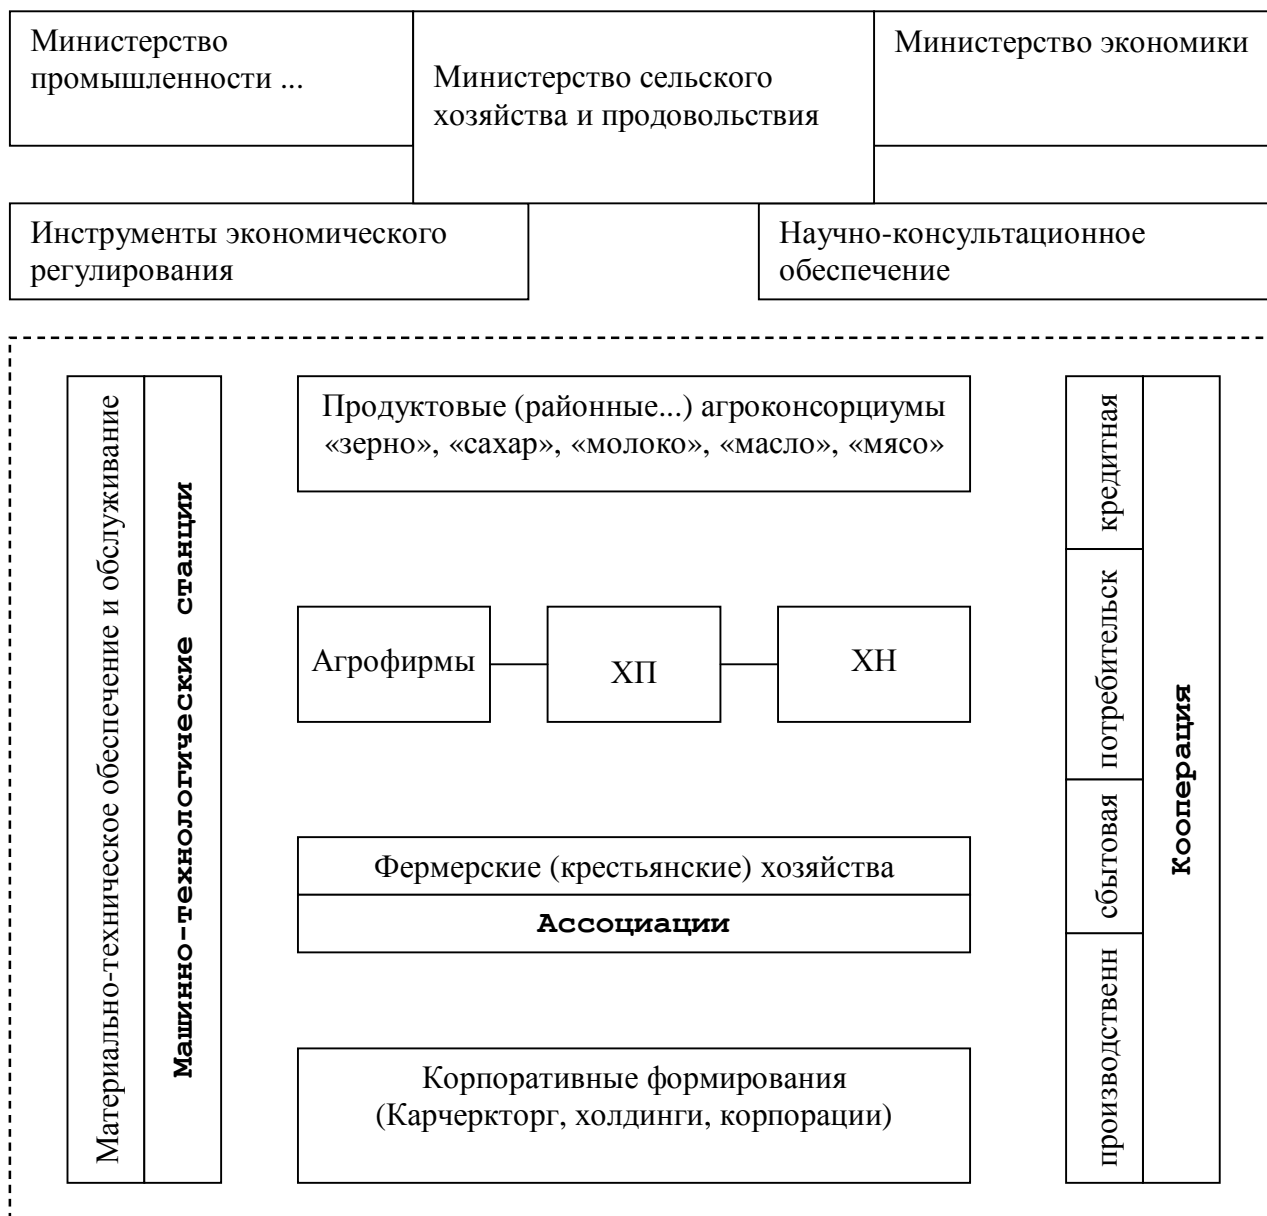 Министерство
промышленности ...
Министерство сельского
хозяйства и продовольствия
Министерство экономики
Инструменты экономического
регулирования
Научно-консультационное
обеспечение
Материально-техническое обеспечение и обслуживание
Машинно-технологические станции
Продуктовые (районные...) агроконсорциумы
«зерно», «сахар», «молоко», «масло», «мясо»
Агрофирмы
ХП
ХН
Фермерские (крестьянские) хозяйства
Ассоциации
Корпоративные формирования
(Карчеркторг, холдинги, корпорации)
кредитная
потребительск
сбытовая
производственн
Кооперация